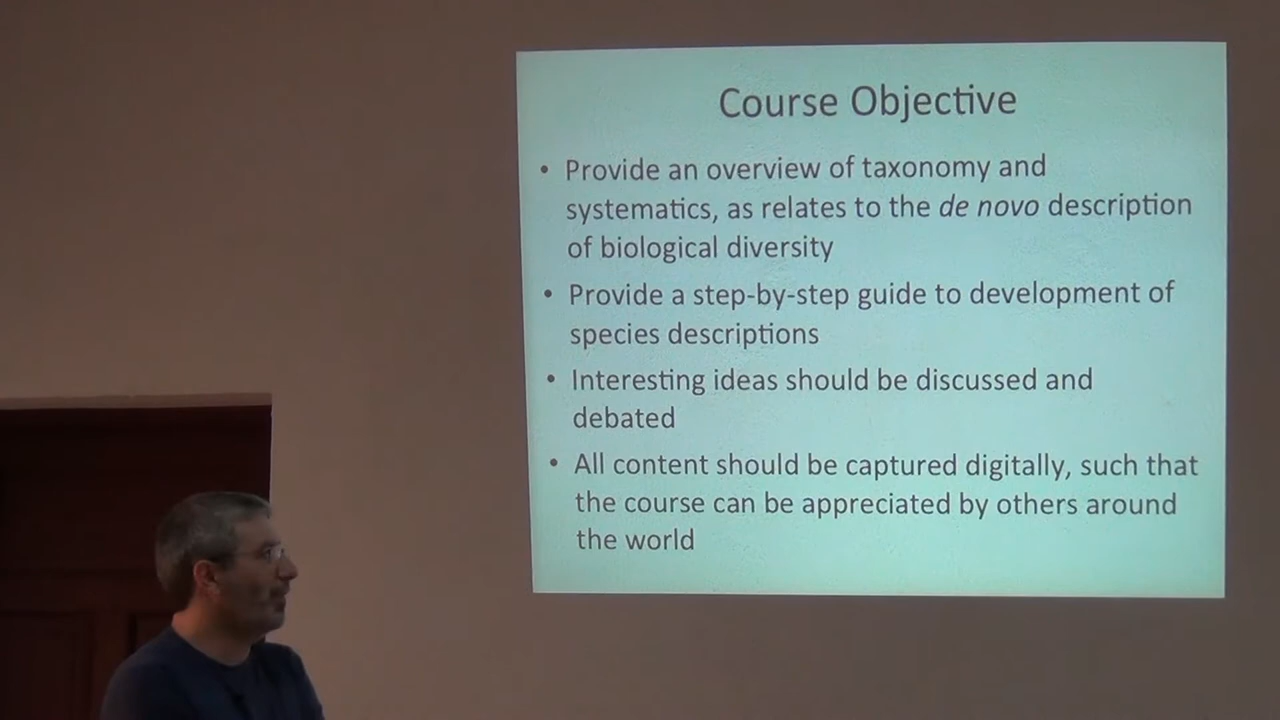 Course Objective
• Provide an overview of taxonomy and
systematics, as relates to the de novo description
of biological diversity
• Provide a step-by-step guide to development of
species descriptions
• Interesting ideas should be discussed and
debated
• All content should be captured digitally, such that
the course can be appreciated by others around
the world